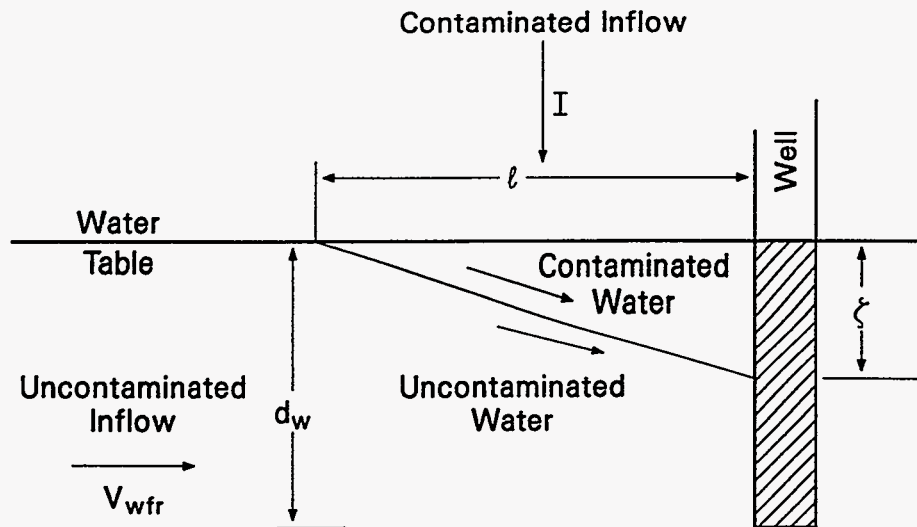 Contaminated Inflow
I
ℓ
Well
Water
Table
Contaminated
Water
ζ
Uncontaminated
Inflow
d_w
Uncontaminated
Water
V_wfr